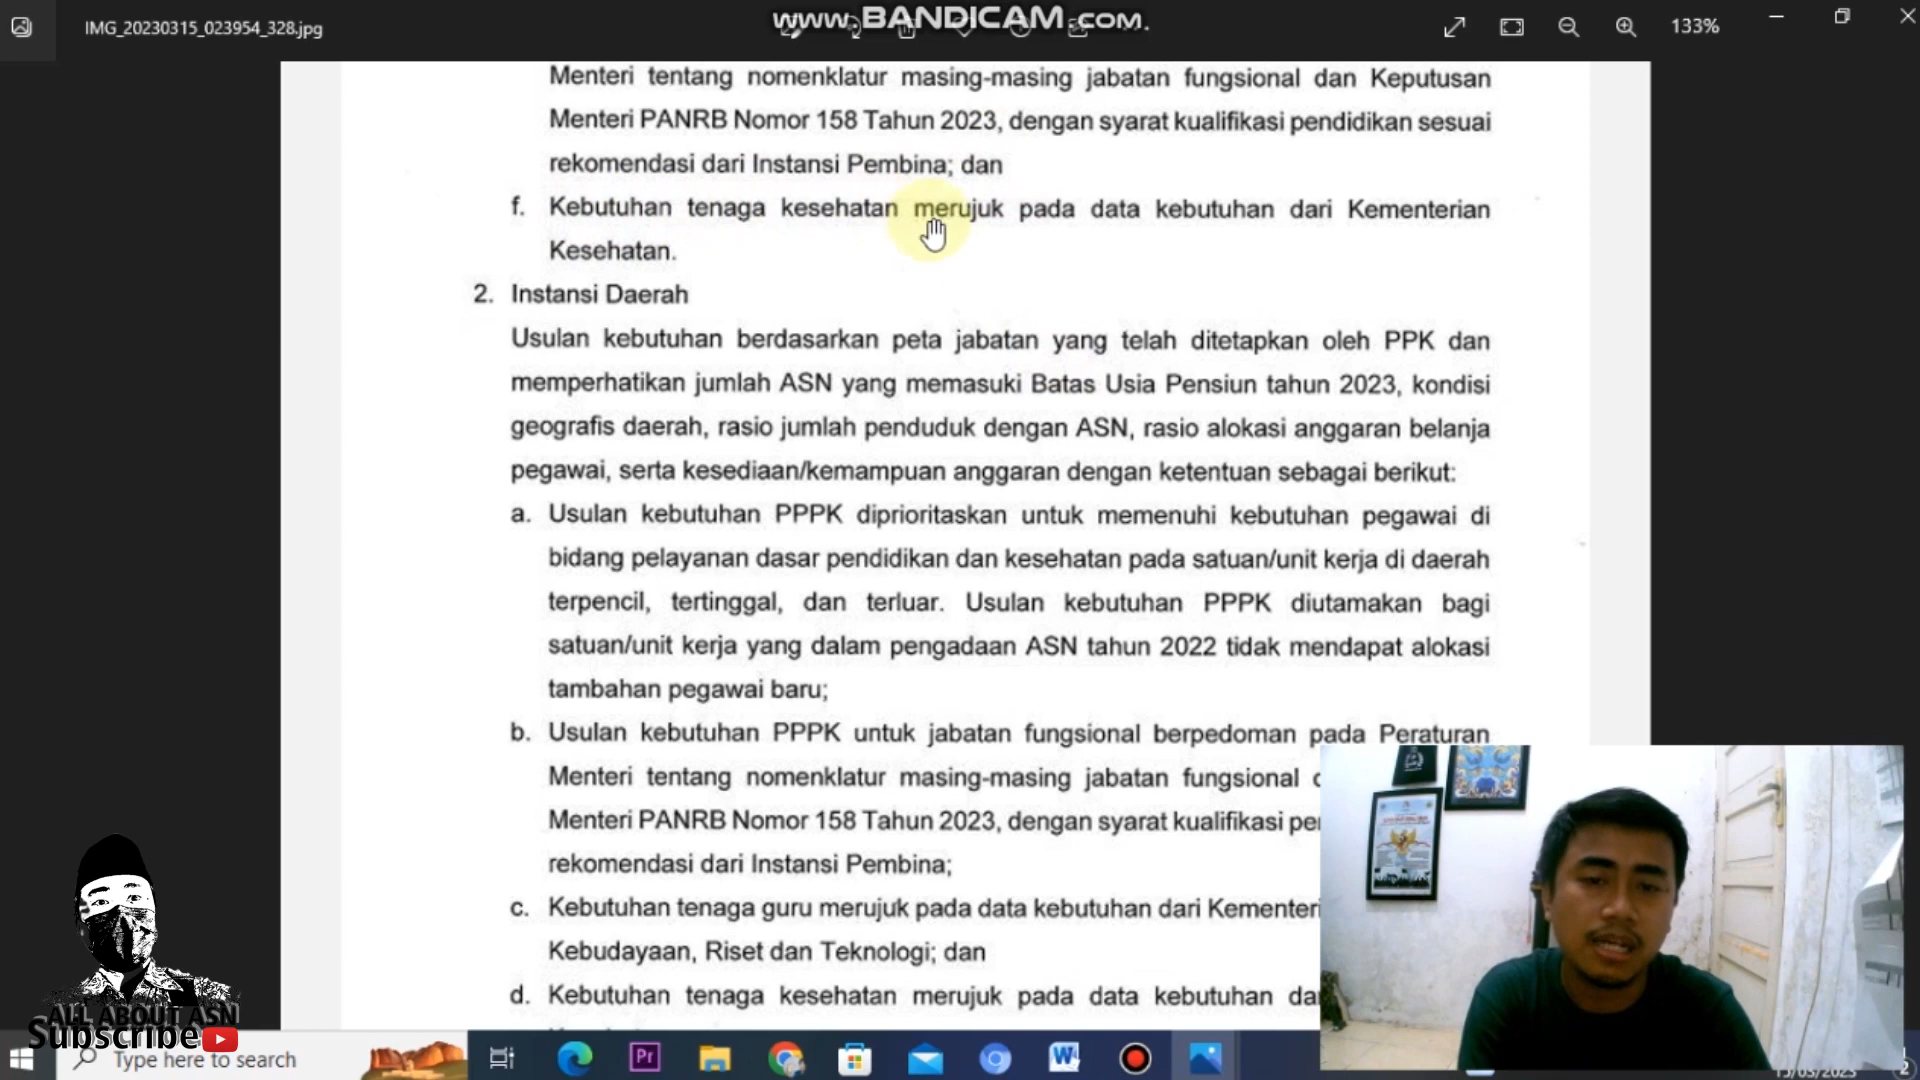 IMG_20230315_023954_328.jpg
www.BANDICAM.com.
133%
Menteri tentang nomenklatur masing-masing jabatan fungsional dan Keputusan
Menteri PANRB Nomor 158 Tahun 2023, dengan syarat kualifikasi pendidikan sesuai
rekomendasi dari Instansi Pembina; dan
f. Kebutuhan tenaga kesehatan merujuk pada data kebutuhan dari Kementerian
Kesehatan.
2. Instansi Daerah
Usulan kebutuhan berdasarkan peta jabatan yang telah ditetapkan oleh PPK dan
memperhatikan jumlah ASN yang memasuki Batas Usia Pensiun tahun 2023, kondisi
geografis daerah, rasio jumlah penduduk dengan ASN, rasio alokasi anggaran belanja
pegawai, serta kesediaan/kemampuan anggaran dengan ketentuan sebagai berikut:
a. Usulan kebutuhan PPPK diprioritaskan untuk memenuhi kebutuhan pegawai di
bidang pelayanan dasar pendidikan dan kesehatan pada satuan/unit kerja di daerah
terpencil, tertinggal, dan terluar. Usulan kebutuhan PPPK diutamakan bagi
satuan/unit kerja yang dalam pengadaan ASN tahun 2022 tidak mendapat alokasi
tambahan pegawai baru;
b. Usulan kebutuhan PPPK untuk jabatan fungsional berpedoman pada Peraturan
Menteri tentang nomenklatur masing-masing jabatan fungsional
Menteri PANRB Nomor 158 Tahun 2023, dengan syarat kualifikasi
rekomendasi dari Instansi Pembina;
c. Kebutuhan tenaga guru merujuk pada data kebutuhan dari Kementeri
Kebudayaan, Riset dan Teknologi; dan
d. Kebutuhan tenaga kesehatan merujuk pada data kebutuhan
ALL ABOUT ASN
Subscribe
Type here to search
Pr
W